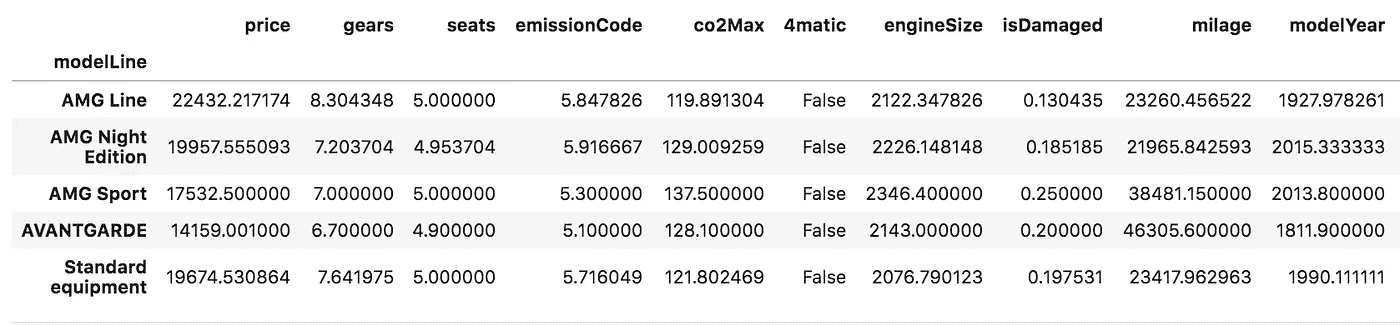 price gears seats emissionCode co2Max 4matic engineSize isDamaged milage modelYear
modelLine
AMG Line 22432.217174 8.304348 5.000000 5.847826 119.891304 False 2122.347826 0.130435 23260.456522 1927.978261
AMG Night
Edition 19957.555093 7.203704 4.953704 5.916667 129.009259 False 2226.148148 0.185185 21965.842593 2015.333333
AMG Sport 17532.500000 7.000000 5.000000 5.300000 137.500000 False 2346.400000 0.250000 38481.150000 2013.800000
AVANTGARDE 14159.001000 6.700000 4.900000 5.100000 128.100000 False 2143.000000 0.200000 46305.600000 1811.900000
Standard
equipment 19674.530864 7.641975 5.000000 5.716049 121.802469 False 2076.790123 0.197531 23417.962963 1990.111111